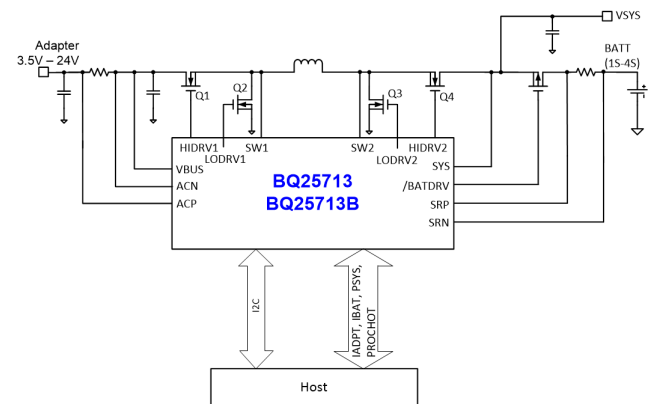 VSYS
Adapter
3.5V – 24V
BATT
(1S-4S)
Q1
Q2
Q3
Q4
HIDRV1
LODRV1
SW1
SW2
LODRV2
HIDRV2
VBUS
ACN
ACP
BQ25713
BQ25713B
SYS
/BATDRV
SRP
SRN
I2C
IADPT, IBAT, PSYS,
PROCHOT
Host